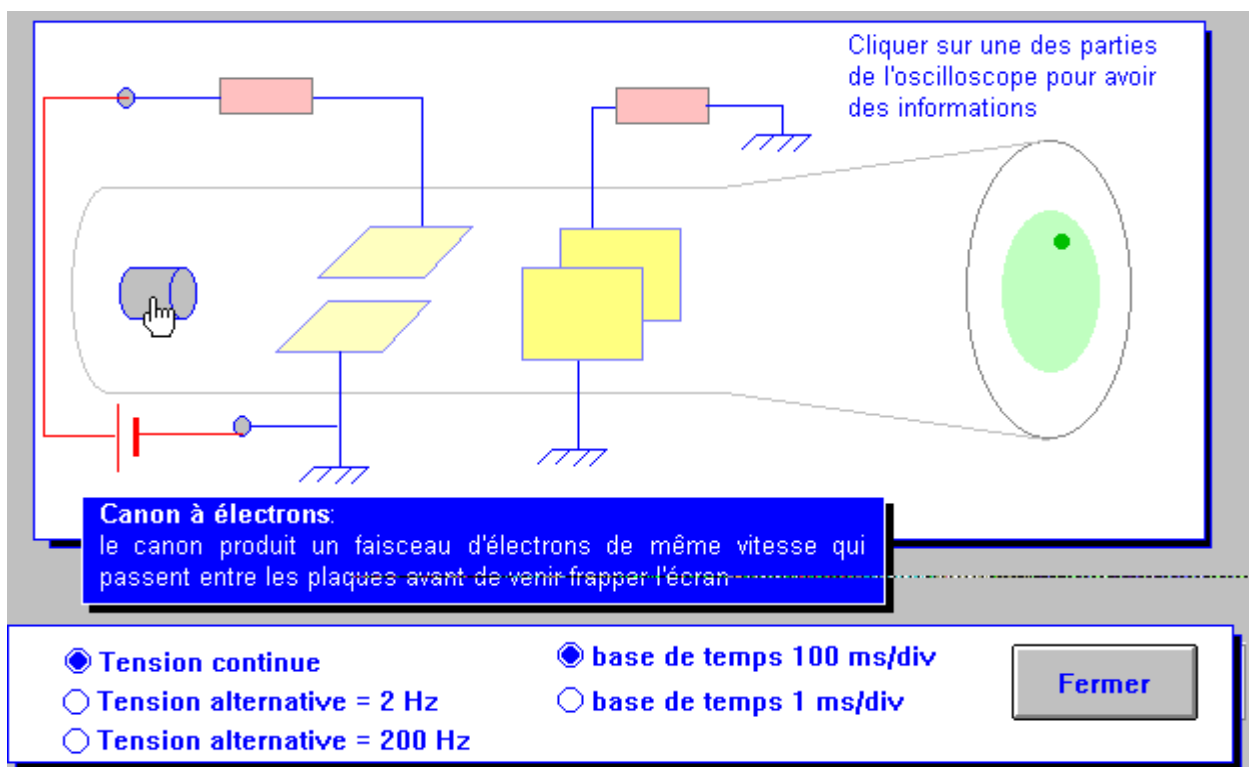 Cliquer sur une des parties
de l'oscilloscope pour avoir
des informations
Canon à électrons:
le canon produit un faisceau d'électrons de même vitesse qui
passent entre les plaques avant de venir frapper l'écran
Tension continue
Tension alternative = 2 Hz
Tension alternative = 200 Hz
base de temps 100 ms/div
base de temps 1 ms/div
Fermer